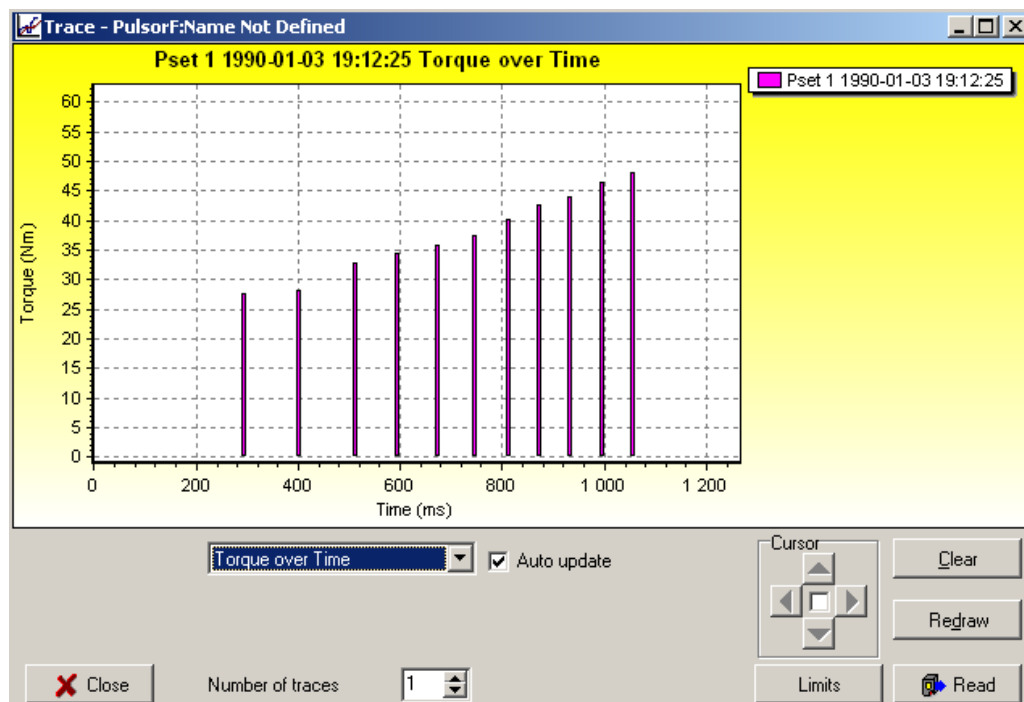 Trace - PulsorF:Name Not Defined
Pset 1 1990-01-03 19:12:25 Torque over Time
Pset 1 1990-01-03 19:12:25
Torque (Nm)
60
55
50
45
40
35
30
25
20
15
10
5
0
0 200 400 600 800 1 000 1 200
Time (ms)
Torque over Time
Auto update
Cursor
Clear
Redraw
Close
Number of traces
1
Limits
Read